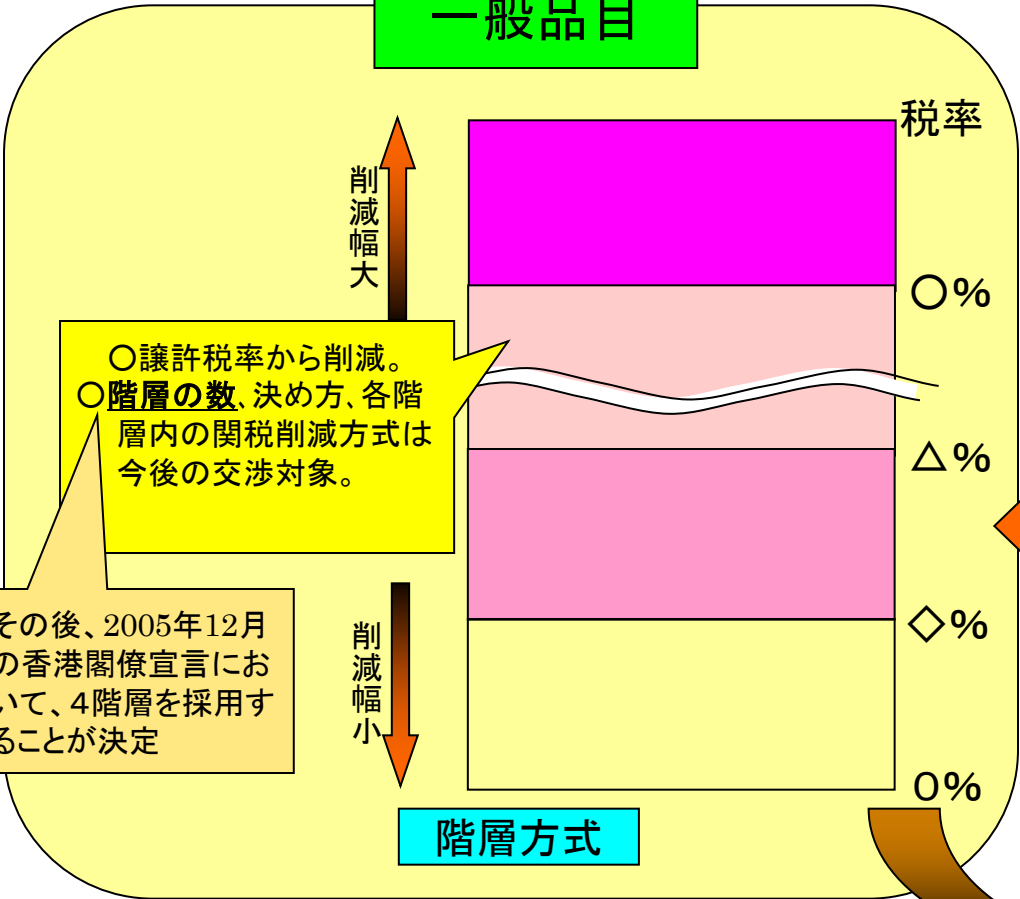 一般品目
税率
削減幅大
○%
○譲許税率から削減。
○階層の数、決め方、各階
層内の関税削減方式は
今後の交渉対象。
△%
その後、2005年12月
の香港閣僚宣言にお
いて、４階層を採用す
ることが決定
削減幅小
◇%
0%
階層方式